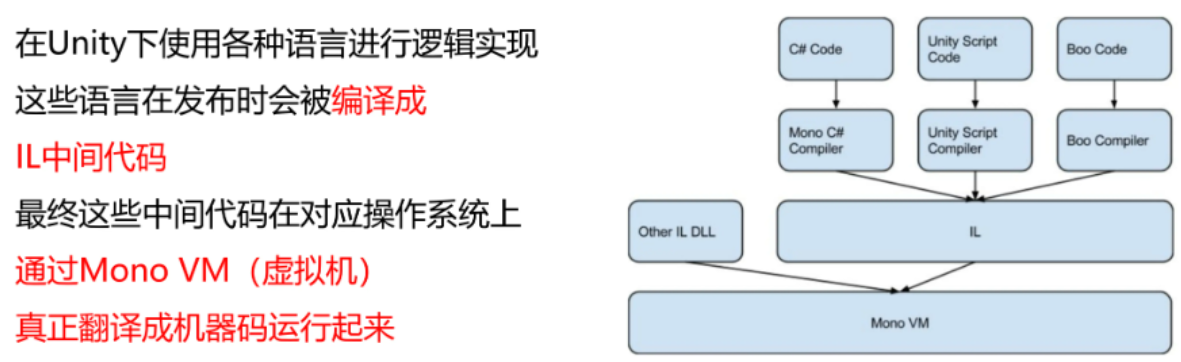 在Unity下使用各种语言进行逻辑实现
这些语言在发布时会被编译成
IL中间代码
最终这些中间代码在对应操作系统上
通过Mono VM（虚拟机）
真正翻译成机器码运行起来
C# Code
Unity Script
Code
Boo Code
Mono C#
Compiler
Unity Script
Compiler
Boo Compiler
Other IL DLL
IL
Mono VM